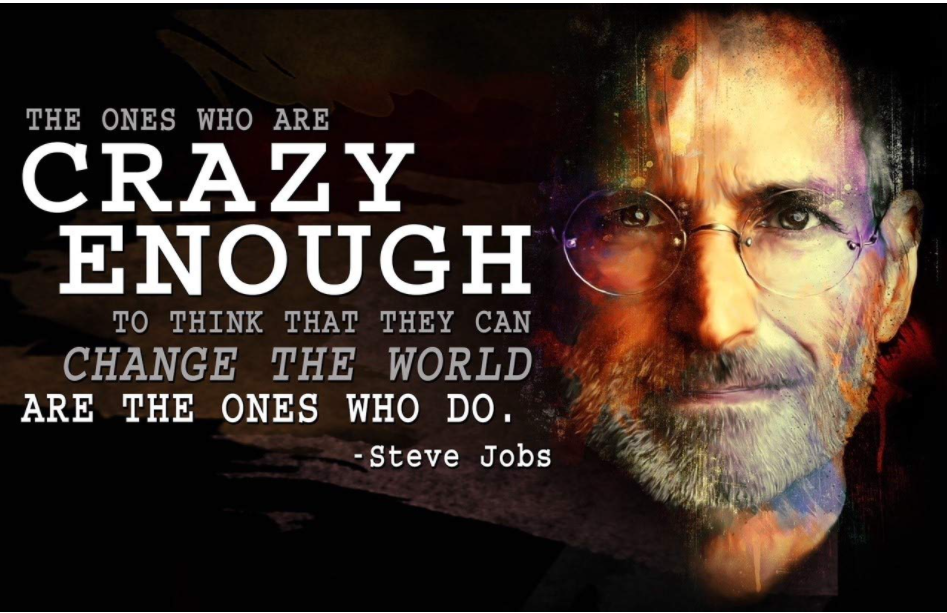 THE ONES WHO ARE
CRAZY
ENOUGH
TO THINK THAT THEY CAN
CHANGE THE WORLD
ARE THE ONES WHO DO.
-Steve Jobs